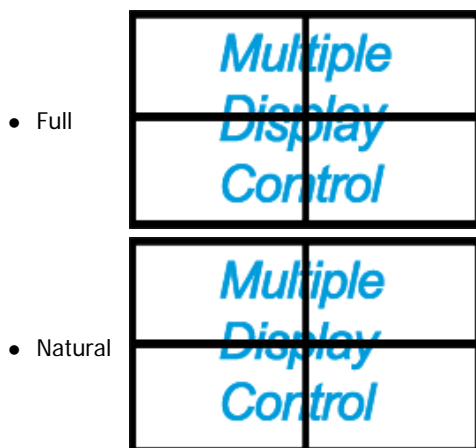 Multiple
Display
Control
● Full
Multiple
Display
Control
● Natural